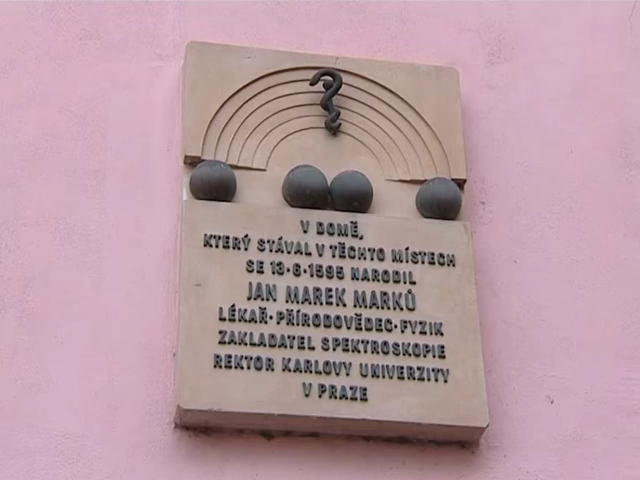 V DOMĚ,
KTERÝ STÁVAL V TĚCHTO MÍSTECH
SE 13·6·1595 NARODIL
JAN MAREK MARKŮ
LÉKAŘ·PŘÍRODOVĚDEC·FYZIK
ZAKLADATEL SPEKTROSKOPIE
REKTOR KARLOVY UNIVERZITY
V PRAZE